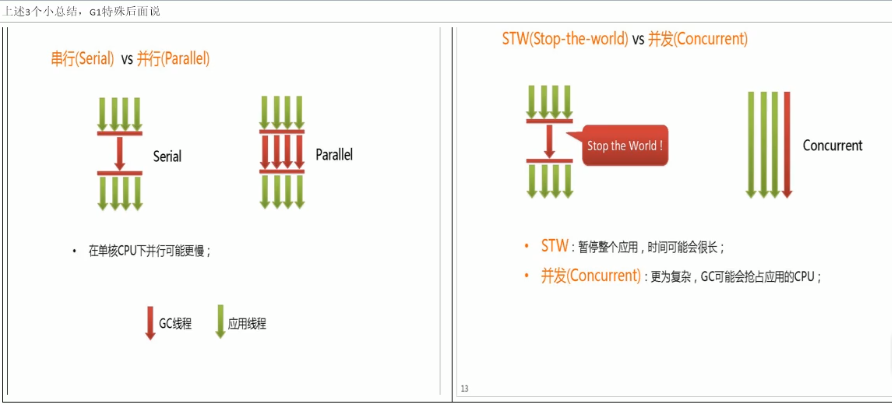 上述3个小总结，G1特殊后面说
串行(Serial) vs 并行(Parallel)
Serial
Parallel
• 在单核CPU下并行可能更慢；
GC线程
应用线程
STW(Stop-the-world) vs 并发(Concurrent)
Stop the World !
Concurrent
• STW：暂停整个应用，时间可能会很长；
• 并发(Concurrent)：更为复杂，GC可能会抢占应用的CPU；
13